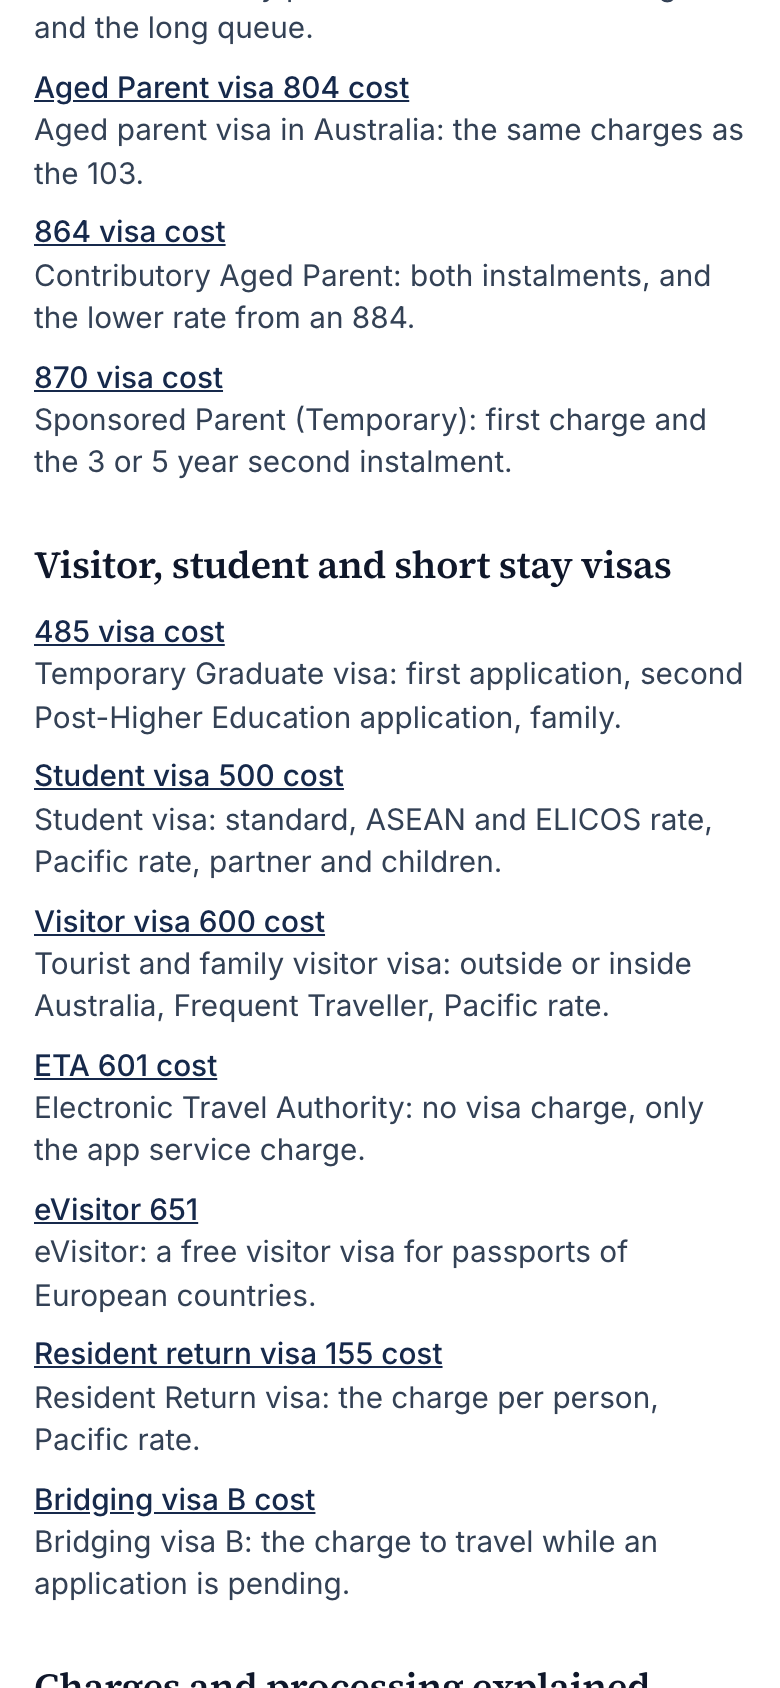 and the long queue.
Aged Parent visa 804 cost
Aged parent visa in Australia: the same charges as
the 103.
864 visa cost
Contributory Aged Parent: both instalments, and
the lower rate from an 884.
870 visa cost
Sponsored Parent (Temporary): first charge and
the 3 or 5 year second instalment.
Visitor, student and short stay visas
485 visa cost
Temporary Graduate visa: first application, second
Post-Higher Education application, family.
Student visa 500 cost
Student visa: standard, ASEAN and ELICOS rate,
Pacific rate, partner and children.
Visitor visa 600 cost
Tourist and family visitor visa: outside or inside
Australia, Frequent Traveller, Pacific rate.
ETA 601 cost
Electronic Travel Authority: no visa charge, only
the app service charge.
eVisitor 651
eVisitor: a free visitor visa for passports of
European countries.
Resident return visa 155 cost
Resident Return visa: the charge per person,
Pacific rate.
Bridging visa B cost
Bridging visa B: the charge to travel while an
application is pending.
Charges and processing explained